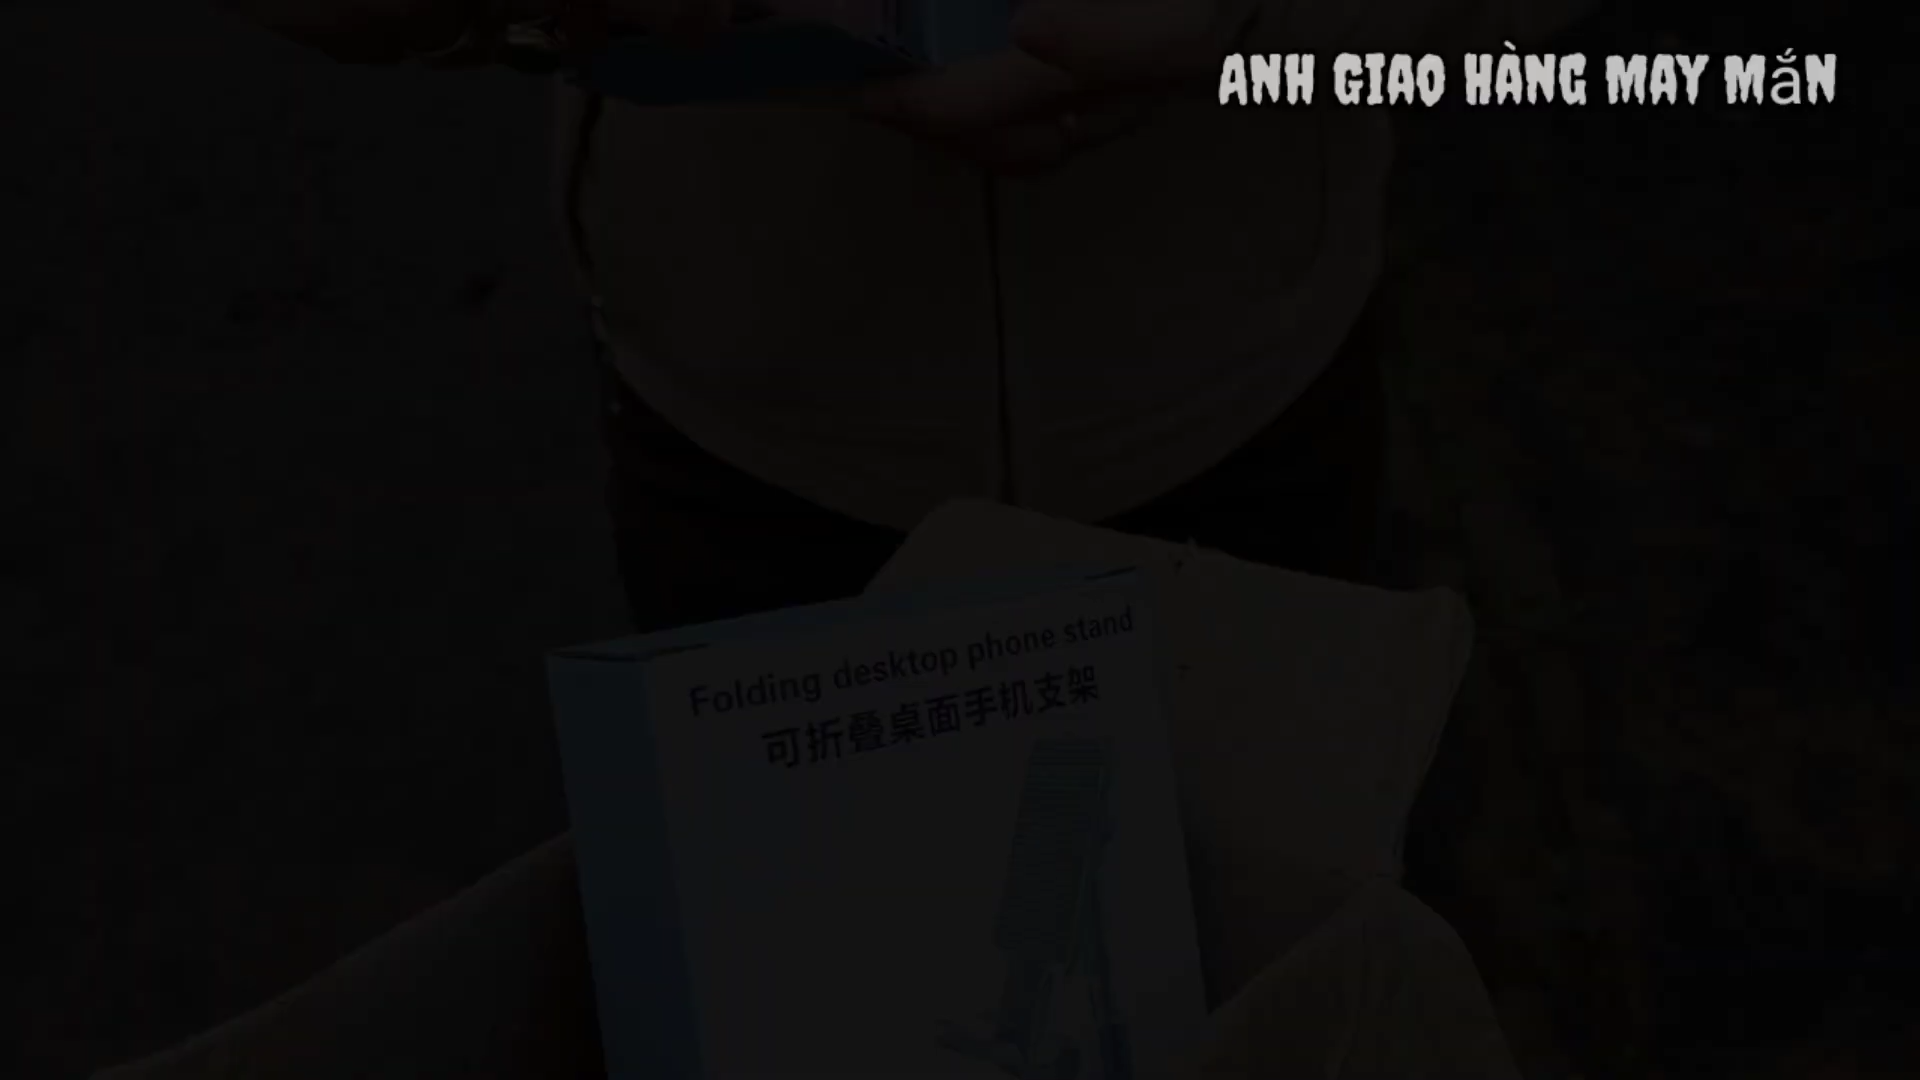 ANH GIAO HÀNG MAY MẮN
Folding desktop phone stand
可折叠桌面手机支架